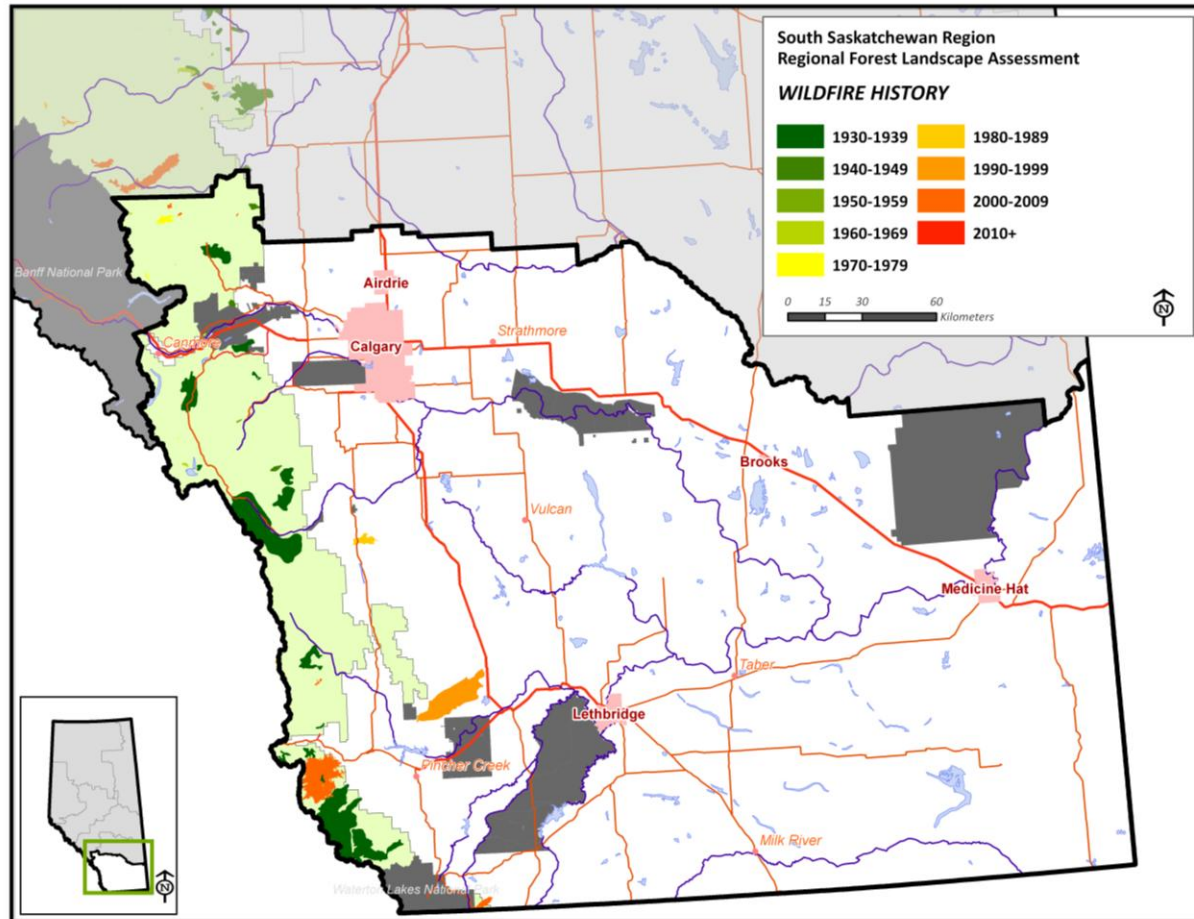 South Saskatchewan Region
Regional Forest Landscape Assessment
WILDFIRE HISTORY
1930-1939
1940-1949
1950-1959
1960-1969
1970-1979
1980-1989
1990-1999
2000-2009
2010+
0 15 30 60
Kilometers
N
Banff National Park
Airdrie
Canmore
Calgary
Strathmore
Brooks
Vulcan
Medicine Hat
Taber
Lethbridge
Pincher Creek
Milk River
Waterton Lakes National Park
N